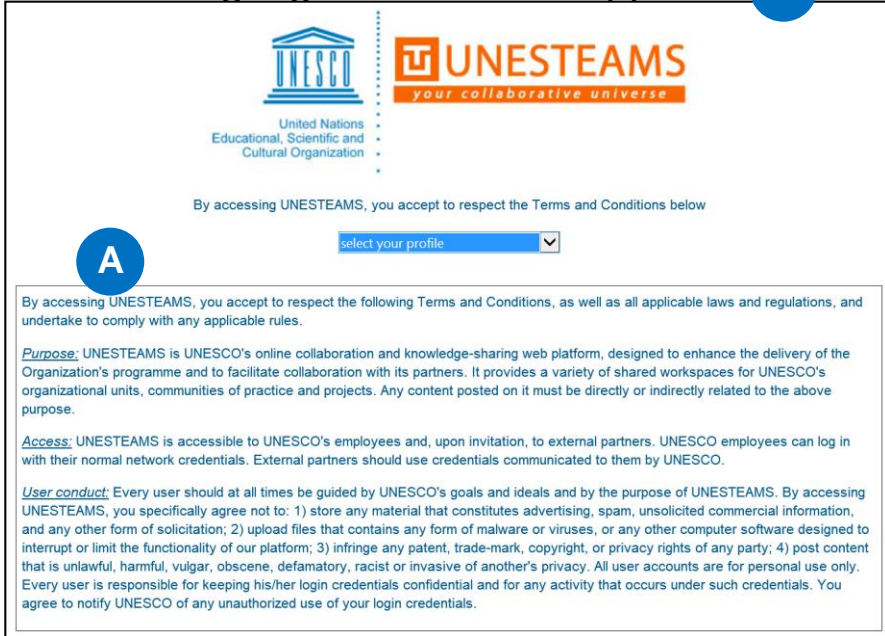 UNESCO
UNESTEAMS
your collaborative universe
United Nations
Educational, Scientific and
Cultural Organization
By accessing UNESTEAMS, you accept to respect the Terms and Conditions below
select your profile
A
By accessing UNESTEAMS, you accept to respect the following Terms and Conditions, as well as all applicable laws and regulations, and
undertake to comply with any applicable rules.
Purpose: UNESTEAMS is UNESCO's online collaboration and knowledge-sharing web platform, designed to enhance the delivery of the
Organization's programme and to facilitate collaboration with its partners. It provides a variety of shared workspaces for UNESCO's
organizational units, communities of practice and projects. Any content posted on it must be directly or indirectly related to the above
purpose.
Access: UNESTEAMS is accessible to UNESCO's employees and, upon invitation, to external partners. UNESCO employees can log in
with their normal network credentials. External partners should use credentials communicated to them by UNESCO.
User conduct: Every user should at all times be guided by UNESCO's goals and ideals and by the purpose of UNESTEAMS. By accessing
UNESTEAMS, you specifically agree not to: 1) store any material that constitutes advertising, spam, unsolicited commercial information,
and any other form of solicitation; 2) upload files that contains any form of malware or viruses, or any other computer software designed to
interrupt or limit the functionality of our platform; 3) infringe any patent, trade-mark, copyright, or privacy rights of any party; 4) post content
that is unlawful, harmful, vulgar, obscene, defamatory, racist or invasive of another's privacy. All user accounts are for personal use only.
Every user is responsible for keeping his/her login credentials confidential and for any activity that occurs under such credentials. You
agree to notify UNESCO of any unauthorized use of your login credentials.